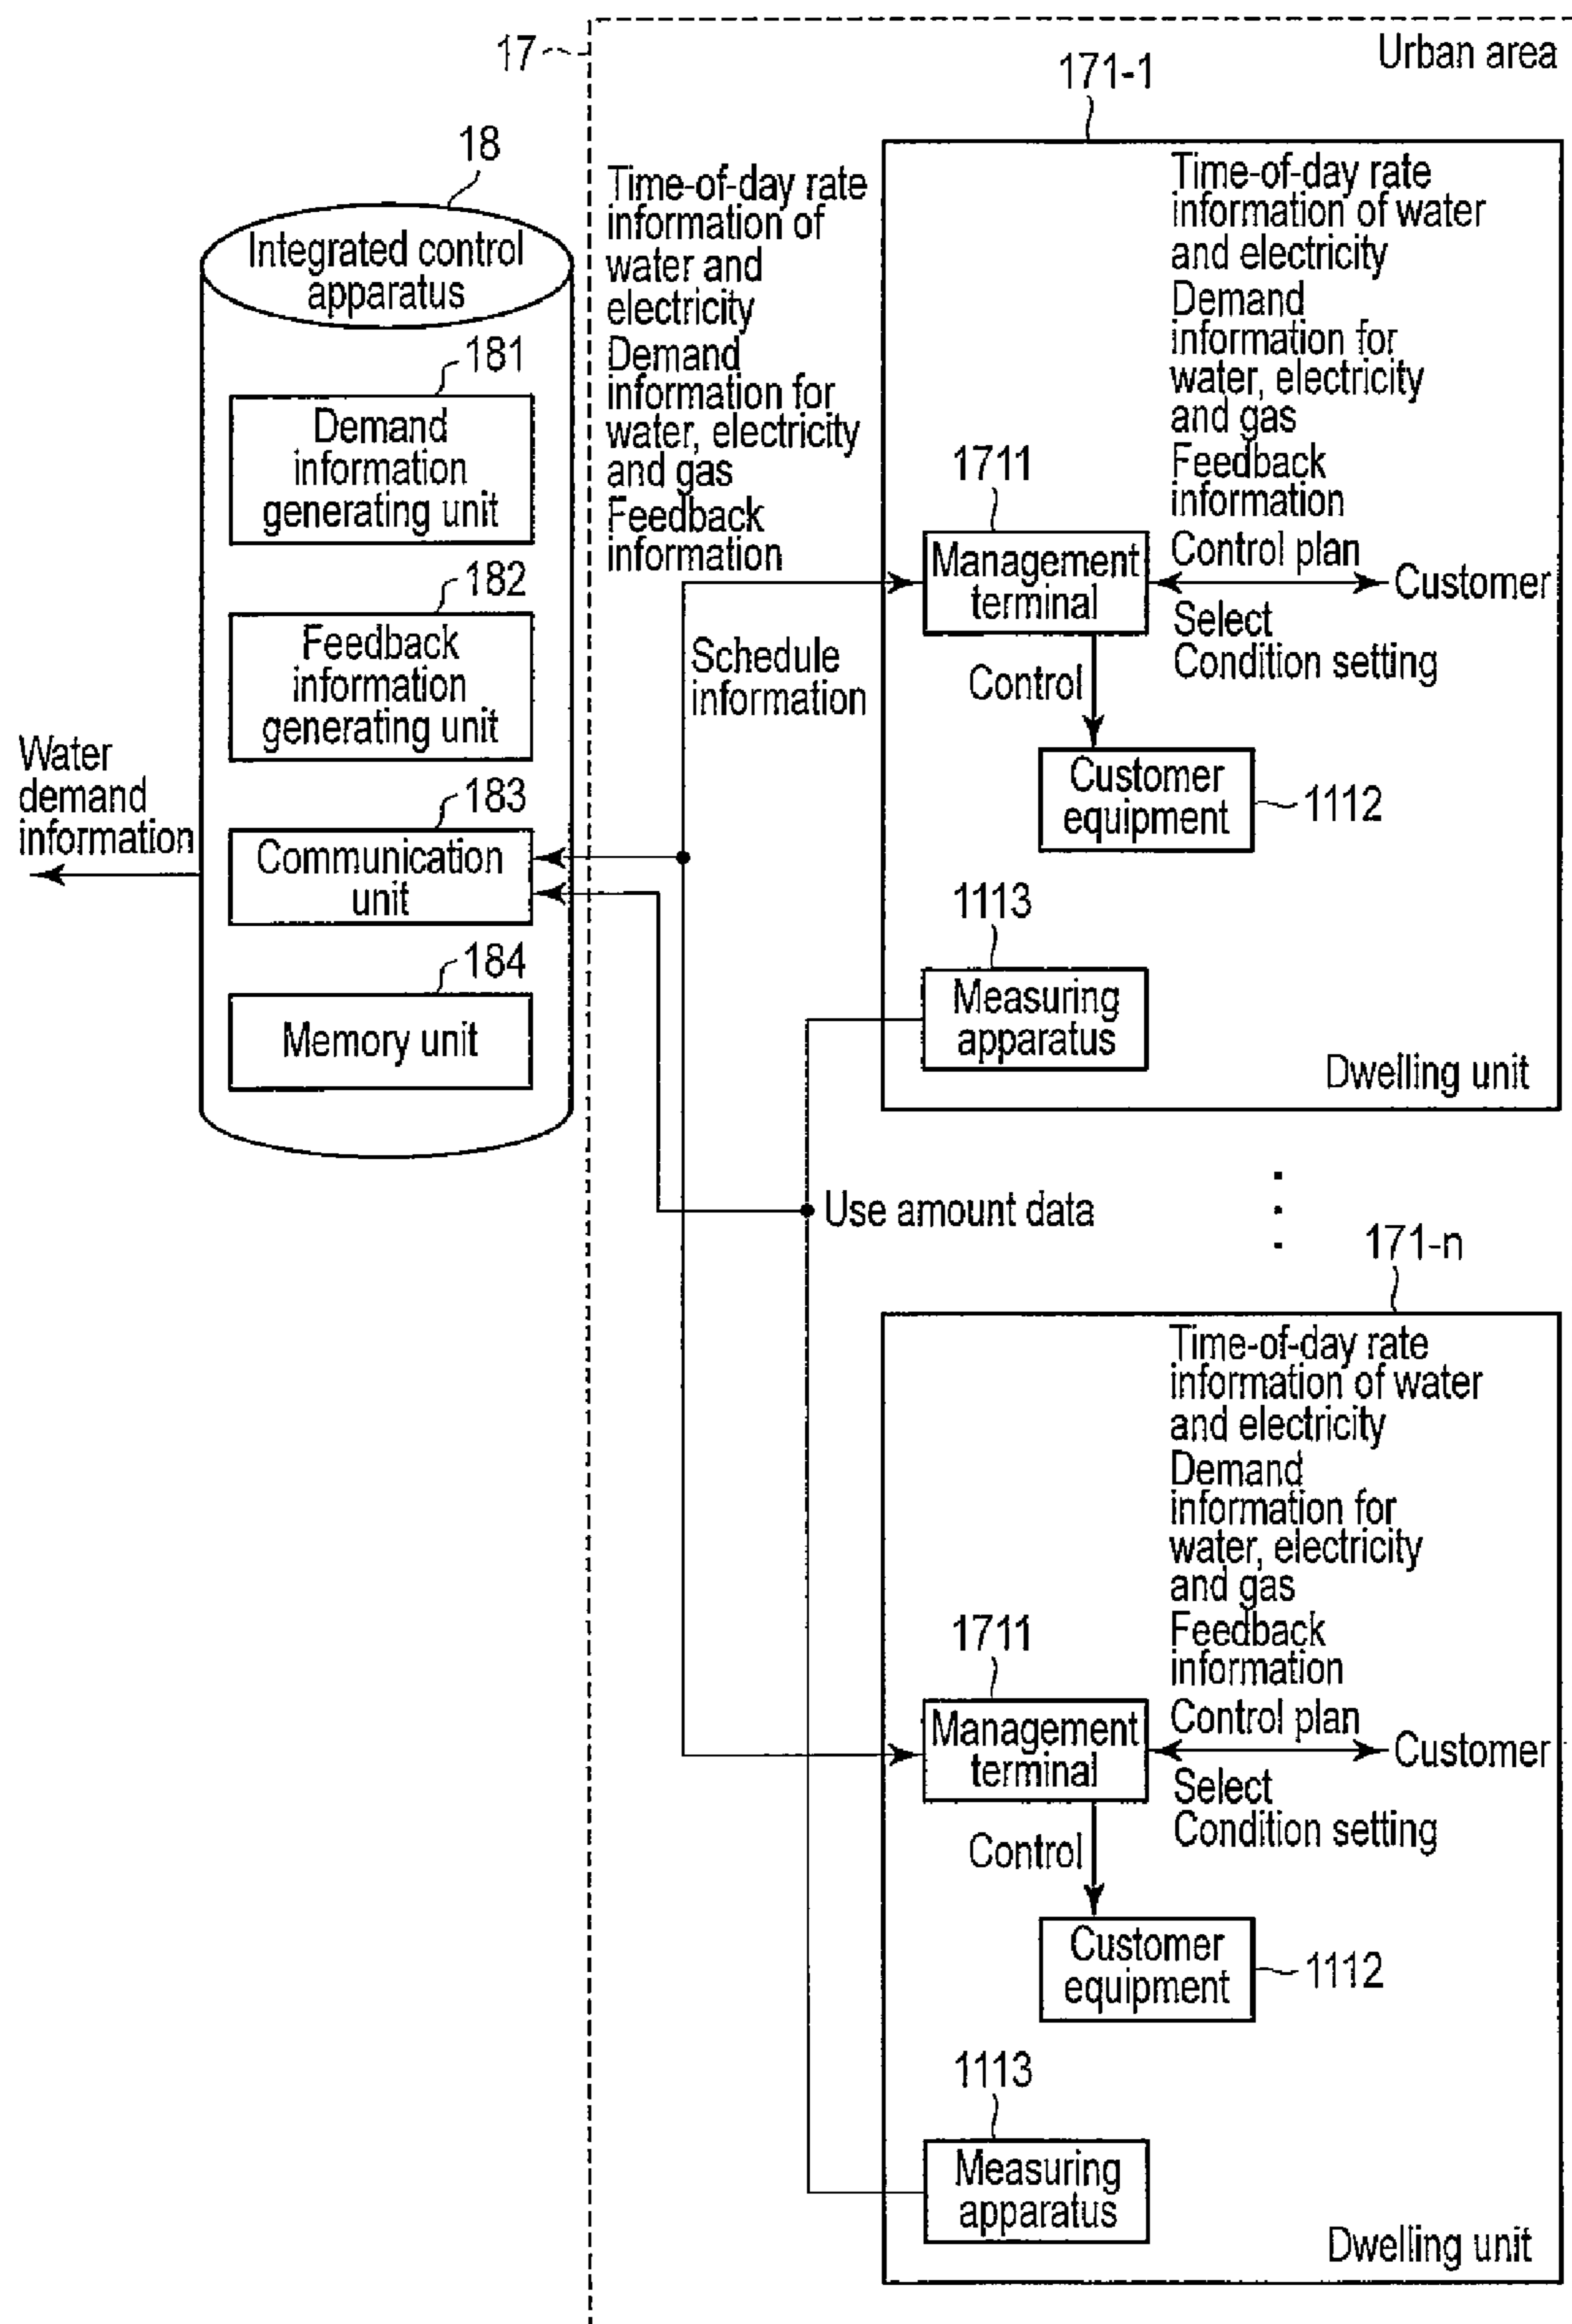 17
Urban area
171-1
18
Integrated control
apparatus
181
Demand
information
generating unit
182
Feedback
information
generating unit
183
Communication
unit
184
Memory unit
Water
demand
information
Time-of-day rate
information of
water and
electricity
Demand
information for
water, electricity
and gas
Feedback
information
Schedule
information
Time-of-day rate
information of water
and electricity
Demand
information for
water, electricity
and gas
Feedback
information
1711
Management
terminal
Control plan
Customer
Select
Condition setting
Control
Customer
equipment
1112
1113
Measuring
apparatus
Dwelling unit
Use amount data
171-n
Time-of-day rate
information of water
and electricity
Demand
information for
water, electricity
and gas
Feedback
information
1711
Management
terminal
Control plan
Customer
Select
Condition setting
Control
Customer
equipment
1112
1113
Measuring
apparatus
Dwelling unit